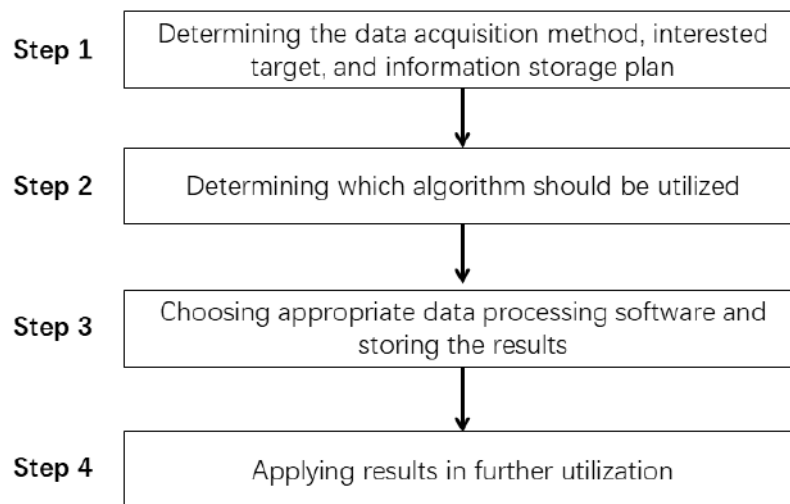 Step 1
Determining the data acquisition method, interested
target, and information storage plan
Step 2
Determining which algorithm should be utilized
Step 3
Choosing appropriate data processing software and
storing the results
Step 4
Applying results in further utilization